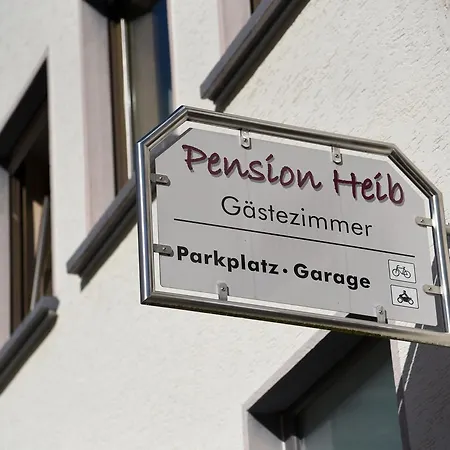 Pension Heib
Gästezimmer
Parkplatz · Garage